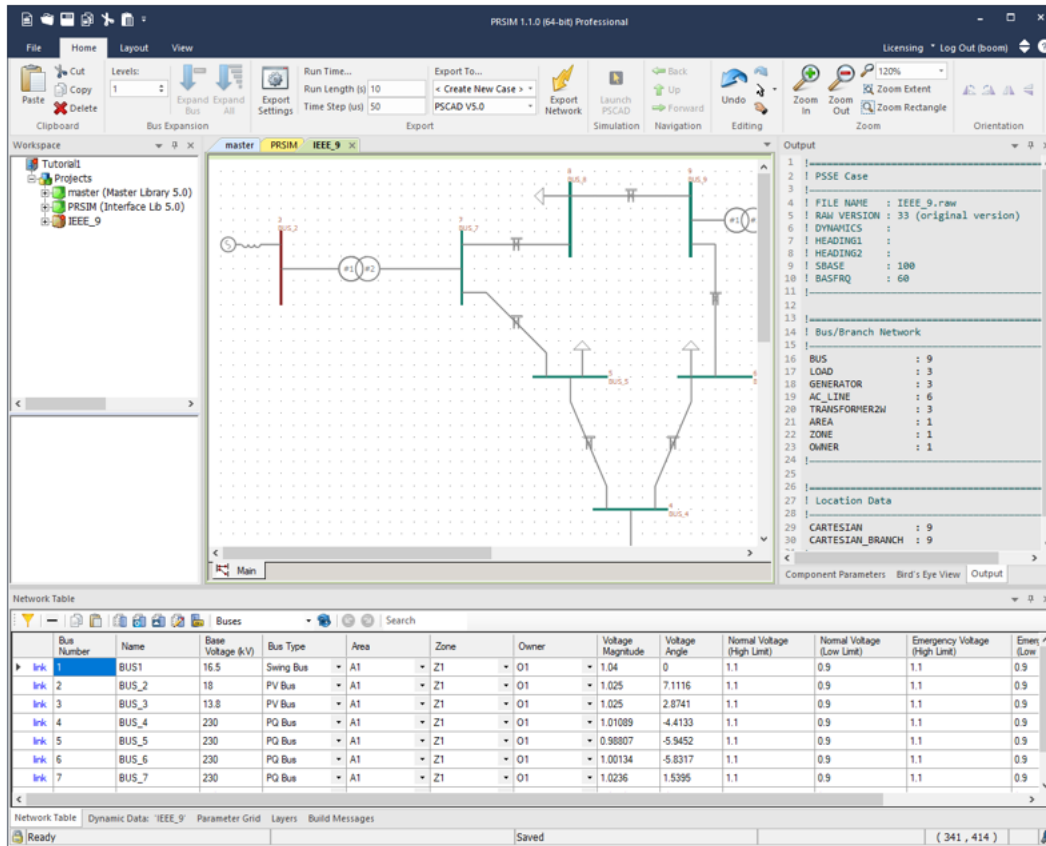 PRSIM 1.1.0 (64-bit) Professional
File Home Layout View Licensing Log Out (boom)
Paste Cut Copy Delete
Clipboard
Levels:
1
Expand Bus Expand All
Bus Expansion
Export Settings
Run Time...
Run Length (s) 10
Time Step (us) 50
Export To...
< Create New Case >
PSCAD V5.0
Export Network
Export
Launch PSCAD
Simulation
Back
Up
Forward
Navigation
Undo
Editing
Zoom In Zoom Out
120%
Zoom Extent
Zoom Rectangle
Zoom
Orientation
Workspace
Tutorial1
Projects
master (Master Library 5.0)
PRSIM (Interface Lib 5.0)
IEEE_9
master PRSIM IEEE_9
8
BUS_8
9
BUS_9
2
BUS_2
7
BUS_7
S
#1 #2
#1
5
BUS_5
4
BUS_4
Main
Output
1 !
2 ! PSSE Case
3 !
4 ! FILE NAME : IEEE_9.raw
5 ! RAW VERSION : 33 (original version)
6 ! DYNAMICS :
7 ! HEADING1 :
8 ! HEADING2 :
9 ! SBASE : 100
10 ! BASFRQ : 60
11 !
12
13 !
14 ! Bus/Branch Network
15 !
16 BUS : 9
17 LOAD : 3
18 GENERATOR : 3
19 AC_LINE : 6
20 TRANSFORMER2W : 3
21 AREA : 1
22 ZONE : 1
23 OWNER : 1
24 !
25
26 !
27 ! Location Data
28 !
29 CARTESIAN : 9
30 CARTESIAN_BRANCH : 9
Component Parameters Bird's Eye View Output
Network Table
Buses Search
Bus Number Name Base Voltage (kV) Bus Type Area Zone Owner Voltage Magnitude Voltage Angle Normal Voltage (High Limit) Normal Voltage (Low Limit) Emergency Voltage (High Limit)
link 1 BUS1 16.5 Swing Bus A1 Z1 O1 1.04 0 1.1 0.9 1.1 0.9
link 2 BUS_2 18 PV Bus A1 Z1 O1 1.025 7.1116 1.1 0.9 1.1 0.9
link 3 BUS_3 13.8 PV Bus A1 Z1 O1 1.025 2.8741 1.1 0.9 1.1 0.9
link 4 BUS_4 230 PQ Bus A1 Z1 O1 1.01089 -4.4133 1.1 0.9 1.1 0.9
link 5 BUS_5 230 PQ Bus A1 Z1 O1 0.98807 -5.9452 1.1 0.9 1.1 0.9
link 6 BUS_6 230 PQ Bus A1 Z1 O1 1.00134 -5.8317 1.1 0.9 1.1 0.9
link 7 BUS_7 230 PQ Bus A1 Z1 O1 1.0236 1.5395 1.1 0.9 1.1 0.9
Network Table Dynamic Data: 'IEEE_9' Parameter Grid Layers Build Messages
Ready Saved ( 341 , 414 )